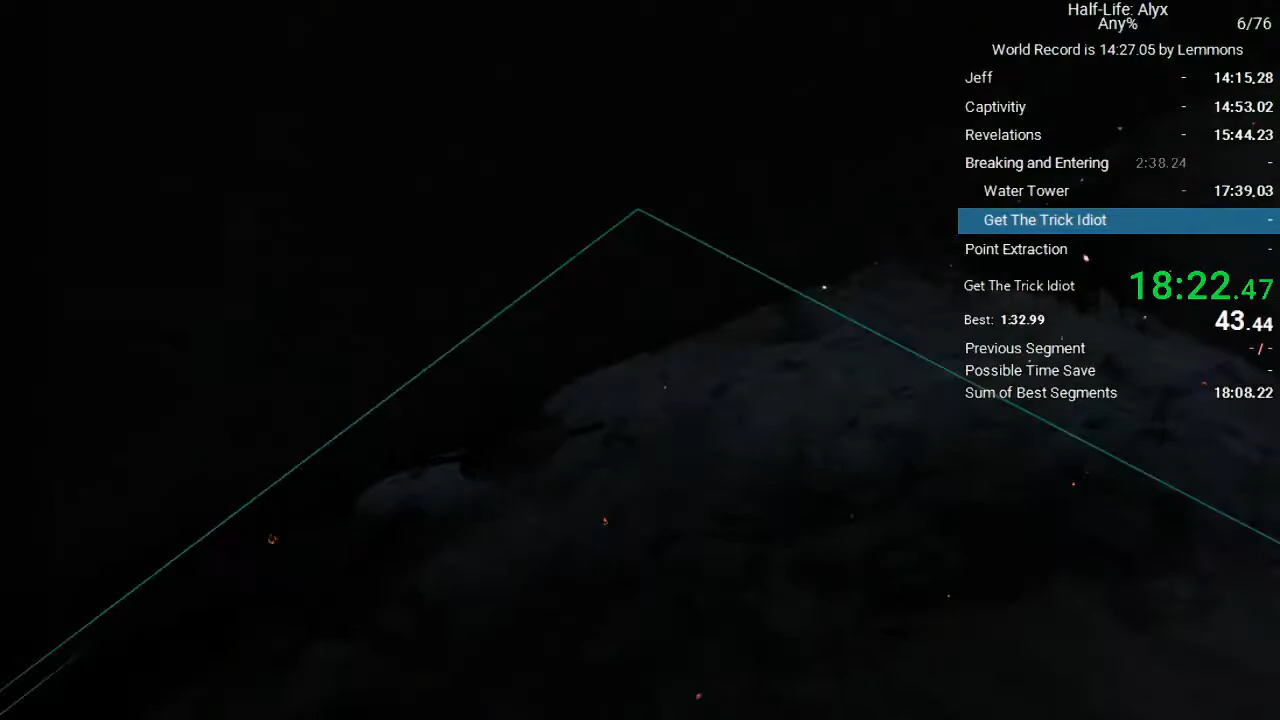 Half-Life: Alyx
Any% 6/76
World Record is 14:27.05 by Lemmons
Jeff - 14:15.28
Captivitiy - 14:53.02
Revelations - 15:44.23
Breaking and Entering 2:38.24 -
Water Tower - 17:39.03
Get The Trick Idiot -
Point Extraction -
Get The Trick Idiot 18:22.47
Best: 1:32.99 43.44
Previous Segment - / -
Possible Time Save -
Sum of Best Segments 18:08.22